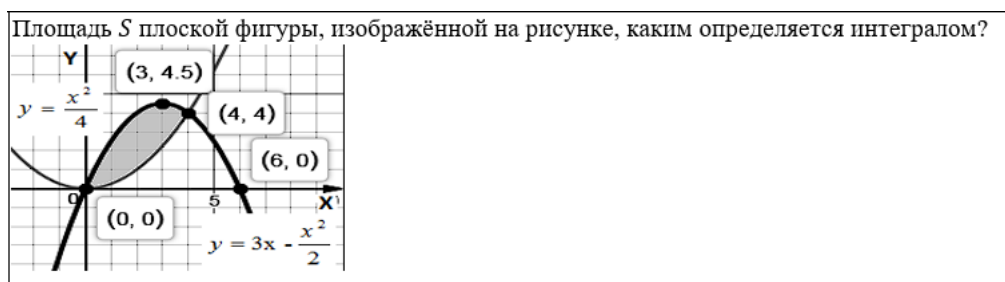 Площадь S плоской фигуры, изображённой на рисунке, каким определяется интегралом?
Y
(3, 4.5)
y = x²/4
(4, 4)
(6, 0)
0
5
X
(0, 0)
y = 3x - x²/2